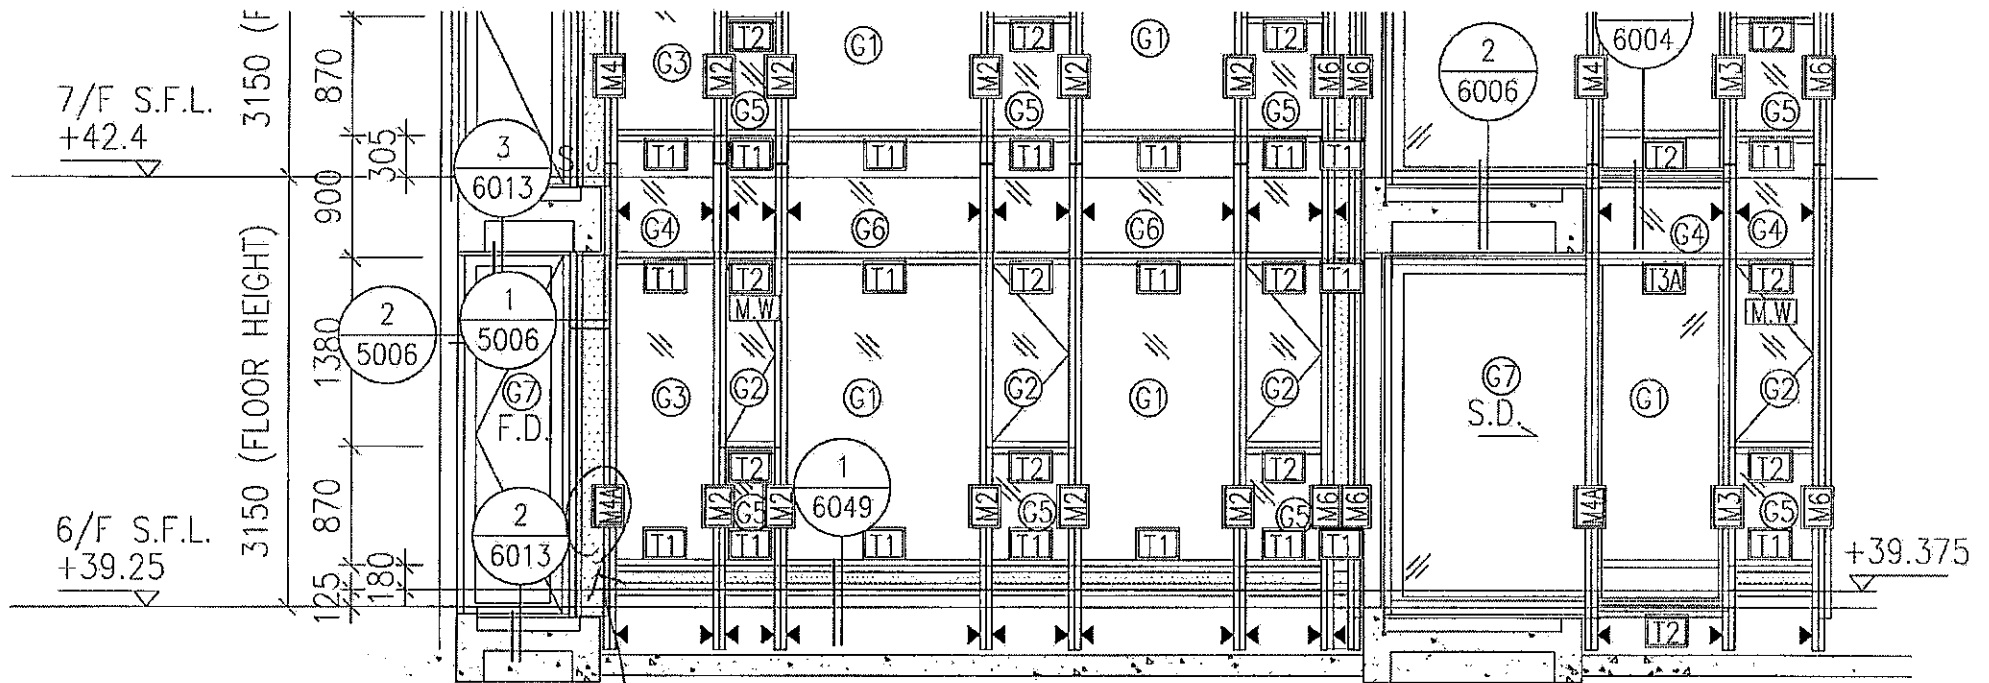 3150 (F
870
G3
T2
G1
T2
G1
T2
2
6006
6004
T2
7/F S.F.L.
+42.4
M4
M2
M2
M2
M2
M2
M6
M6
M4
M3
M6
G5
G5
G5
G5
305
3
6013
S.J
T1
T1
T1
T1
T1
T1
T1
T2
T1
900
G4
G6
G6
G4
G4
T1
T2
T1
T2
T1
T2
T1
T3A
T2
M.W
M.W
3150 (FLOOR HEIGHT)
1380
2
5006
1
5006
G7
F.D.
G3
G2
G1
G2
G1
G2
G7
S.D.
G1
G2
T2
T2
T2
T2
1
6049
870
M4A
M2
M2
M2
M2
M2
M6
M6
M4A
M3
M6
G5
G5
G5
G5
6/F S.F.L.
+39.25
2
6013
T1
T1
T1
T1
T1
T1
T1
T1
+39.375
125
180
T2